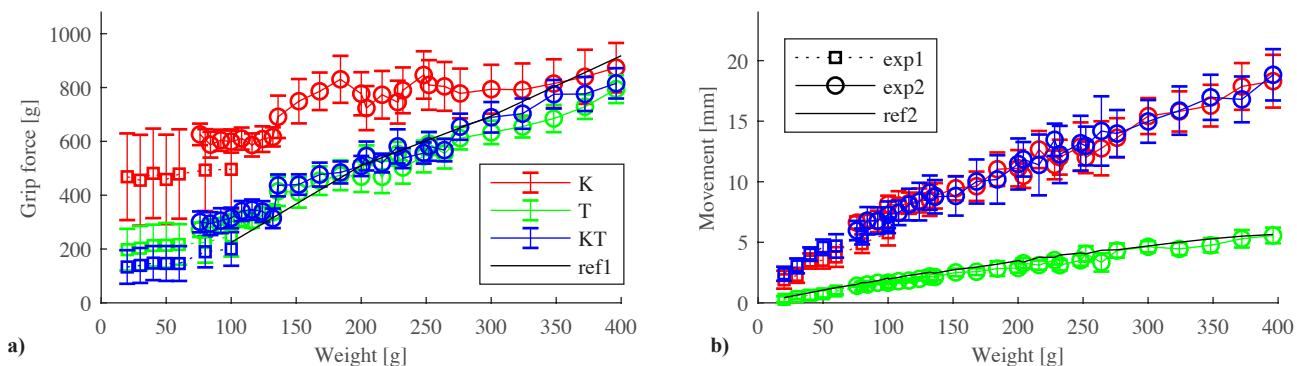 1000
800
600
400
200
0
Grip force [g]
K
T
KT
ref1
0 50 100 150 200 250 300 350 400
Weight [g]
a)
20
15
10
5
0
Movement [mm]
exp1
exp2
ref2
0 50 100 150 200 250 300 350 400
Weight [g]
b)